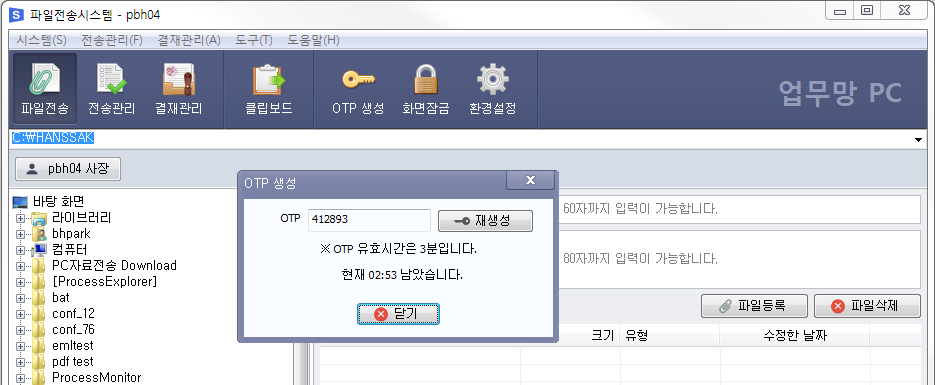 파일전송시스템 - pbh04
시스템(S) 전송관리(F) 결재관리(A) 도구(T) 도움말(H)
파일전송 전송관리 결재관리 클립보드 OTP 생성 화면잠금 환경설정
업무망 PC
C:\HANSSAK
pbh04 사장
바탕 화면
라이브러리
bhpark
컴퓨터
PC자료전송 Download
[ProcessExplorer]
bat
conf_12
conf_76
emltest
pdf test
ProcessMonitor
OTP 생성
OTP 412893 재생성
※ OTP 유효시간은 3분입니다.
현재 02:53 남았습니다.
닫기
60자까지 입력이 가능합니다.
80자까지 입력이 가능합니다.
파일등록 파일삭제
크기 유형 수정한 날짜